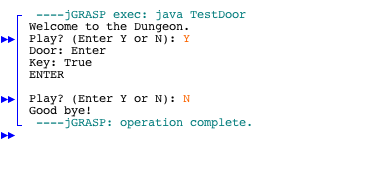 ----jGRASP exec: java TestDoor
Welcome to the Dungeon.
Play? (Enter Y or N): Y
Door: Enter
Key: True
ENTER
Play? (Enter Y or N): N
Good bye!
----jGRASP: operation complete.